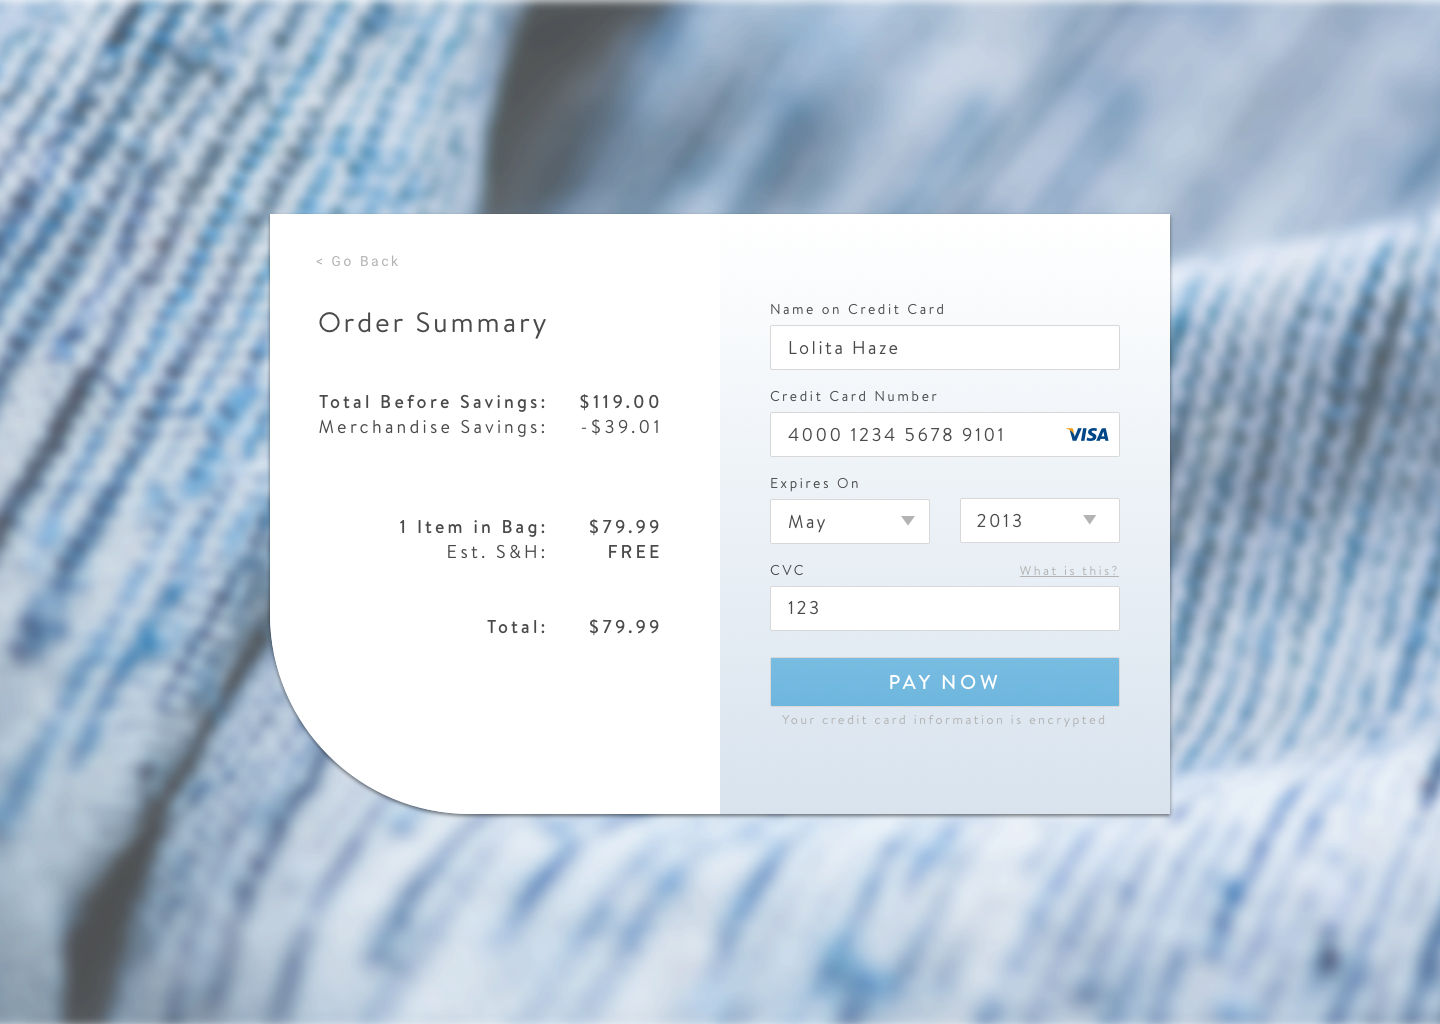 < Go Back
Order Summary
Total Before Savings: $119.00
Merchandise Savings: -$39.01
1 Item in Bag: $79.99
Est. S&H: FREE
Total: $79.99
Name on Credit Card
Lolita Haze
Credit Card Number
4000 1234 5678 9101 VISA
Expires On
May 2013
CVC What is this?
123
PAY NOW
Your credit card information is encrypted